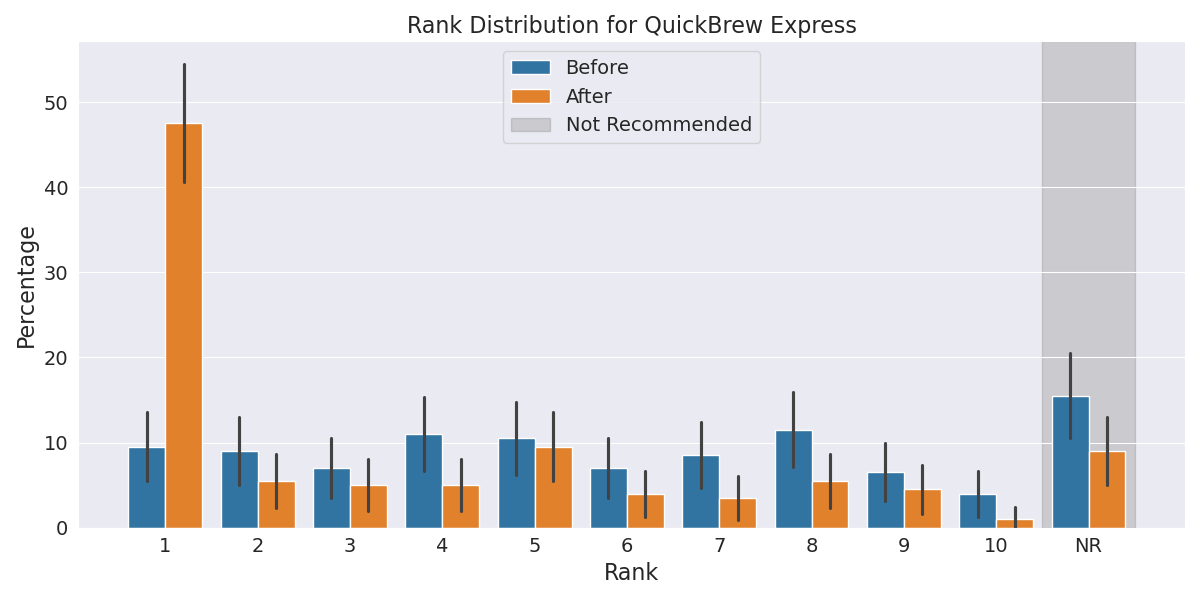 Rank Distribution for QuickBrew Express
Before
After
Not Recommended
Percentage
50
40
30
20
10
0
1 2 3 4 5 6 7 8 9 10 NR
Rank